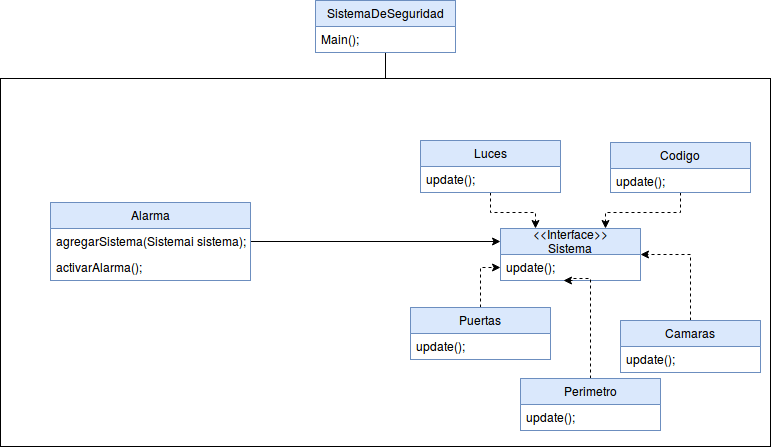 SistemaDeSeguridad
Main();
Luces
update();
Codigo
update();
Alarma
agregarSistema(Sistemai sistema);
activarAlarma();
<<Interface>>
Sistema
update();
Puertas
update();
Camaras
update();
Perimetro
update();